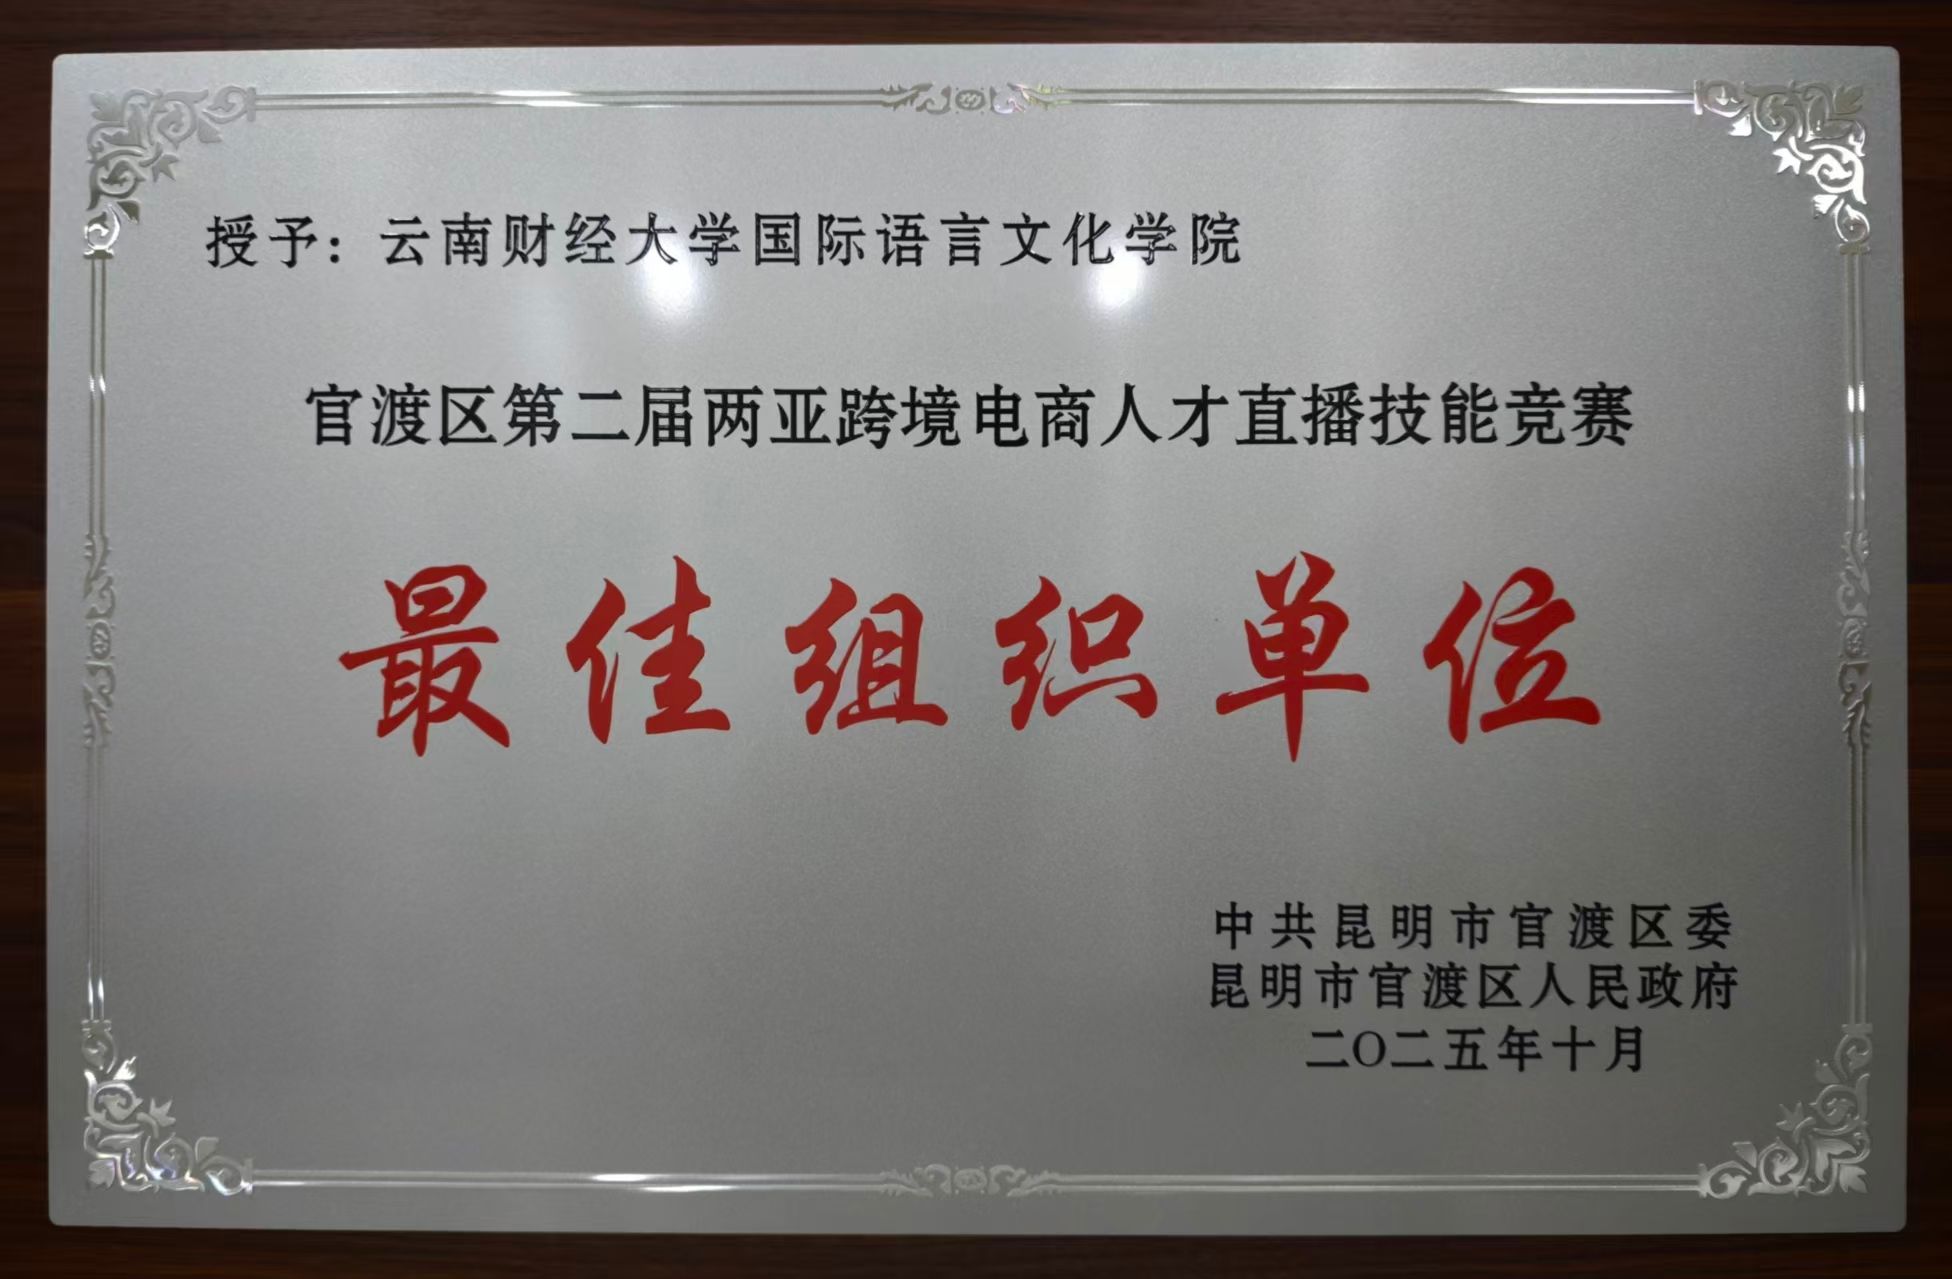 授予：云南财经大学国际语言文化学院
官渡区第二届两亚跨境电商人才直播技能竞赛
最佳组织单位
中共昆明市官渡区委
昆明市官渡区人民政府
二〇二五年十月